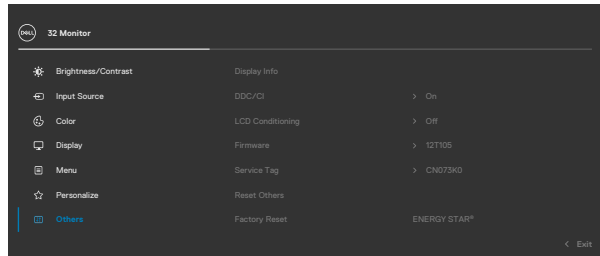 DELL 32 Monitor
Brightness/Contrast Display Info
Input Source DDC/CI > On
Color LCD Conditioning > Off
Display Firmware > 12T105
Menu Service Tag > CN073K0
Personalize Reset Others
Others Factory Reset ENERGY STAR®
< Exit